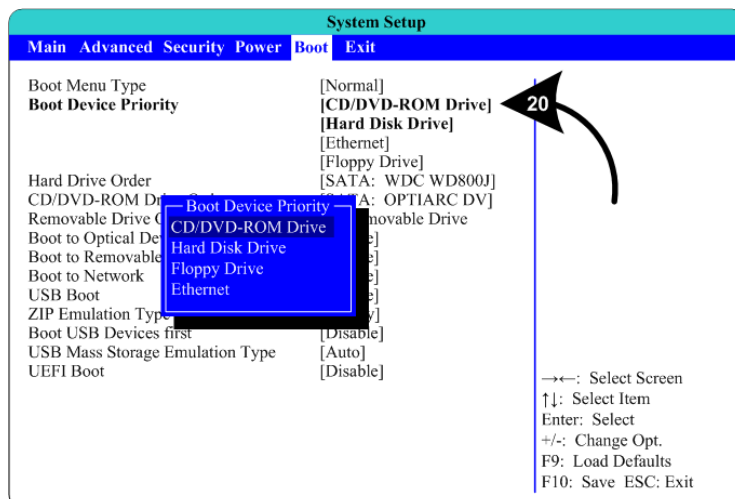 System Setup
Main Advanced Security Power Boot Exit
Boot Menu Type [Normal]
Boot Device Priority [CD/DVD-ROM Drive]
20
[Hard Disk Drive]
[Ethernet]
[Floppy Drive]
Hard Drive Order [SATA: WDC WD800J]
CD/DVD-ROM OPTIARC DV]
Removable Drive
Boot to Optical
Boot to Removable
Boot to Network
USB Boot
ZIP Emulation
Boot USB Devices first [Disable]
USB Mass Storage Emulation Type [Auto]
UEFI Boot [Disable]
Boot Device Priority
CD/DVD-ROM Drive
Hard Disk Drive
Floppy Drive
Ethernet
→←: Select Screen
↑↓: Select Item
Enter: Select
+/-: Change Opt.
F9: Load Defaults
F10: Save ESC: Exit